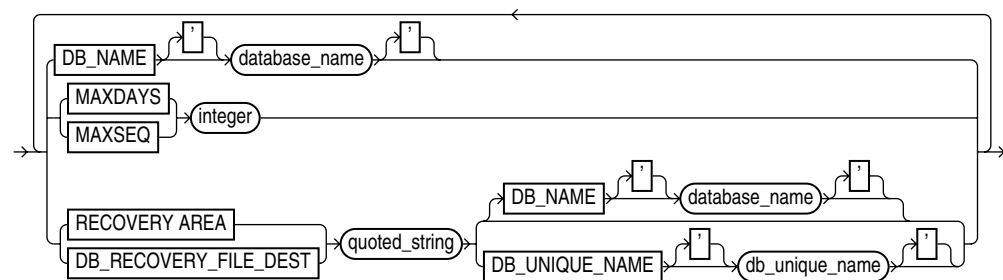 ' '
DB_NAME database_name
MAXDAYS
integer
MAXSEQ
' '
DB_NAME database_name
RECOVERY AREA
quoted_string
' '
DB_RECOVERY_FILE_DEST DB_UNIQUE_NAME db_unique_name